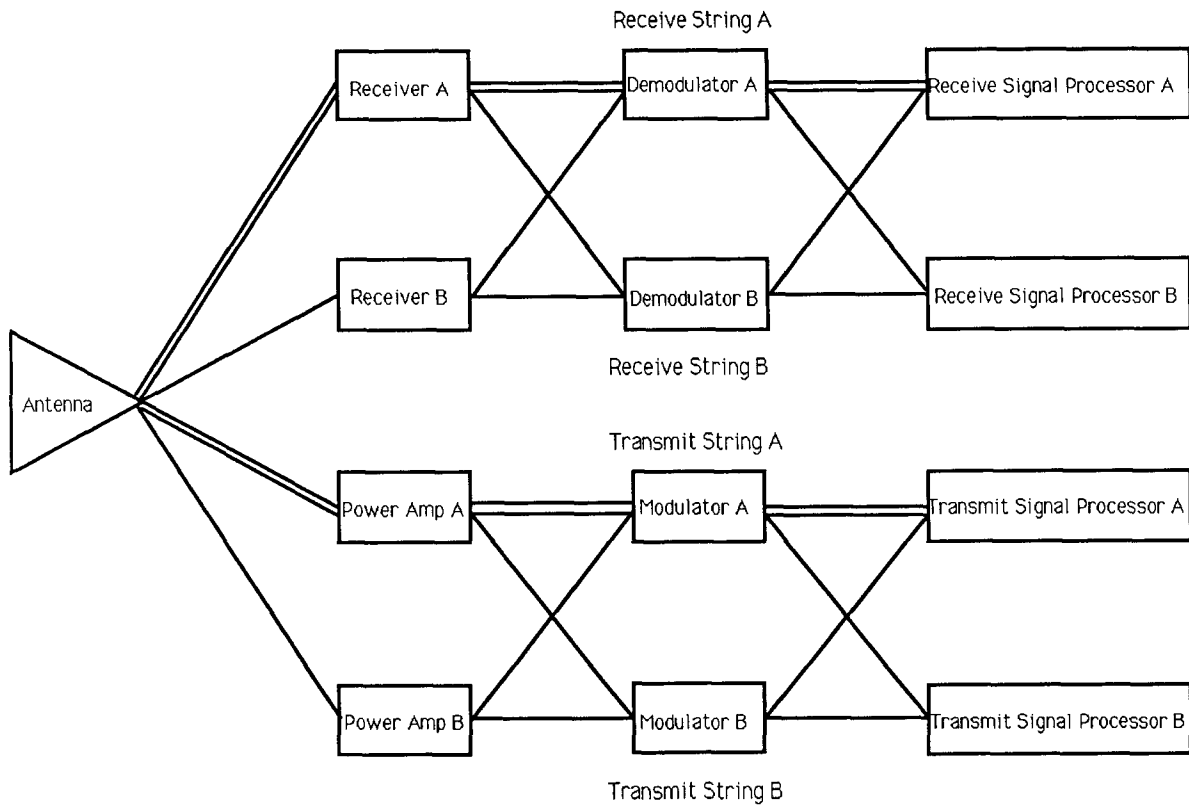 Receive String A
Receiver A
Demodulator A
Receive Signal Processor A
Receiver B
Demodulator B
Receive Signal Processor B
Receive String B
Antenna
Transmit String A
Power Amp A
Modulator A
Transmit Signal Processor A
Power Amp B
Modulator B
Transmit Signal Processor B
Transmit String B